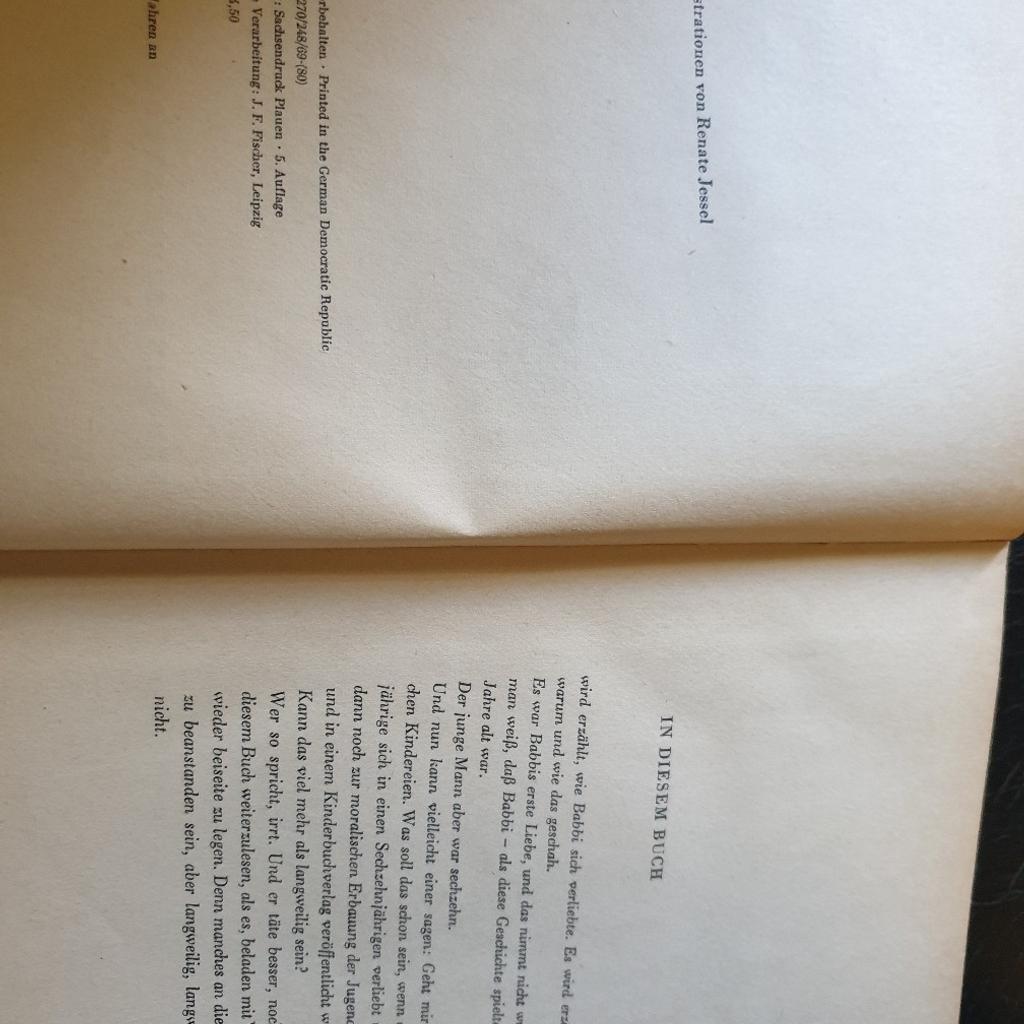 strationen von Renate Jessel
rbehalten · Printed in the German Democratic Republic
270/248/69-(80)
: Sachsendruck Plauen · 5. Auflage
Verarbeitung: J. F. Fischer, Leipzig
4,50
ahren an
IN DIESEM BUCH
wird erzählt, wie Babbi sich verliebte. Es wird erz
warum und wie das geschah.
Es war Babbis erste Liebe, und das nimmt nicht w
man weiß, daß Babbi – als diese Geschichte spielt
Jahre alt war.
Der junge Mann aber war sechzehn.
Und nun kann vielleicht einer sagen: Geht mir
chen Kindereien. Was soll das schon sein, wenn
jährige sich in einen Sechzehnjährigen verliebt
dann noch zur moralischen Erbauung der Jugend
und in einem Kinderbuchverlag veröffentlicht w
Kann das viel mehr als langweilig sein?
Wer so spricht, irrt. Und er täte besser, noc
diesem Buch weiterzulesen, als es, beladen mit
wieder beiseite zu legen. Denn manches an die
zu beanstanden sein, aber langweilig, langw
nicht.